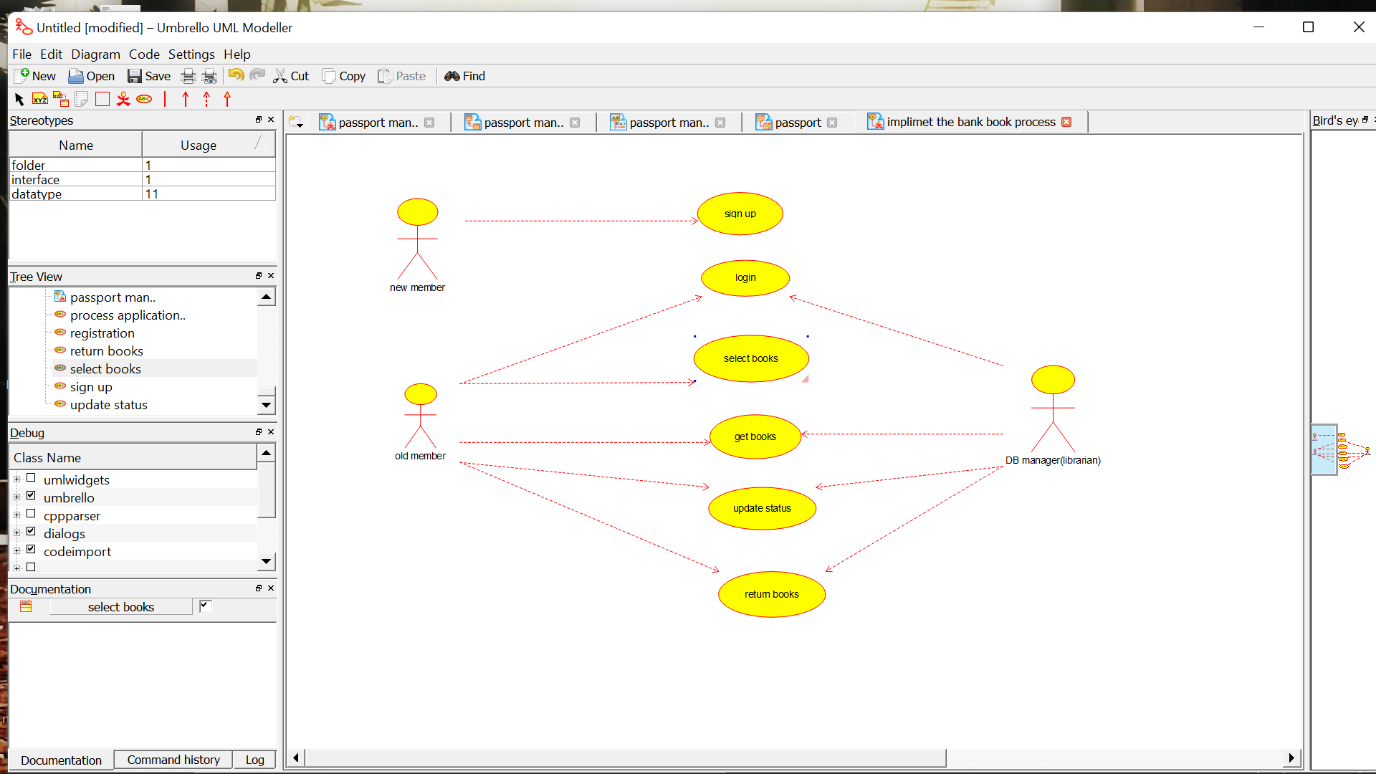 Untitled [modified] – Umbrello UML Modeller
File Edit Diagram Code Settings Help
New Open Save Cut Copy Paste Find
Stereotypes
Name Usage
folder 1
interface 1
datatype 11
Tree View
passport man..
process application..
registration
return books
select books
sign up
update status
Debug
Class Name
umlwidgets
umbrello
cppparser
dialogs
codeimport
Documentation
select books
Documentation Command history Log
passport man.. passport man.. passport man.. passport implimet the bank book process
Bird's ey
sign up
new member
login
select books
get books
old member
DB manager(librarian)
update status
return books